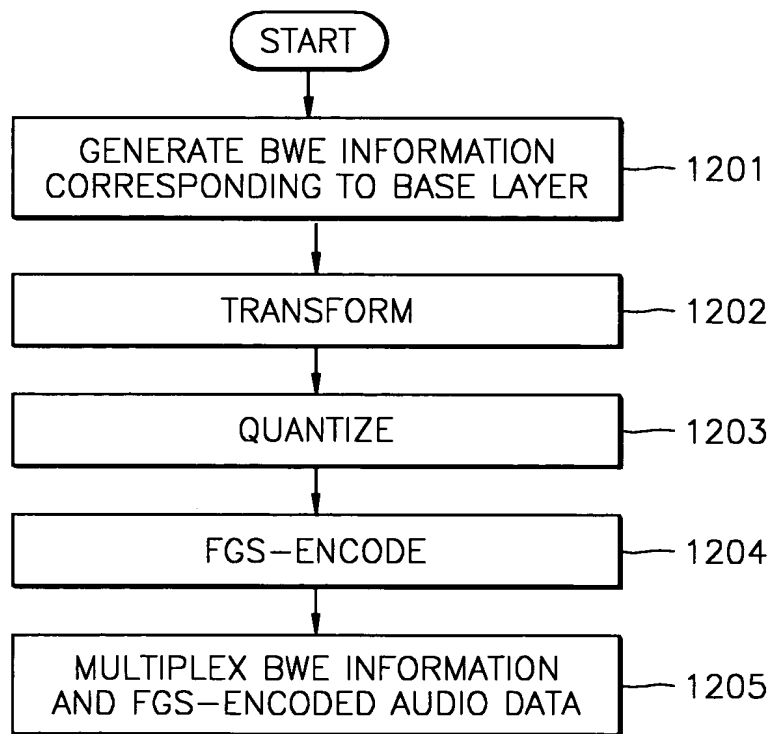 START
GENERATE BWE INFORMATION
CORRESPONDING TO BASE LAYER
1201
TRANSFORM
1202
QUANTIZE
1203
FGS-ENCODE
1204
MULTIPLEX BWE INFORMATION
AND FGS-ENCODED AUDIO DATA
1205